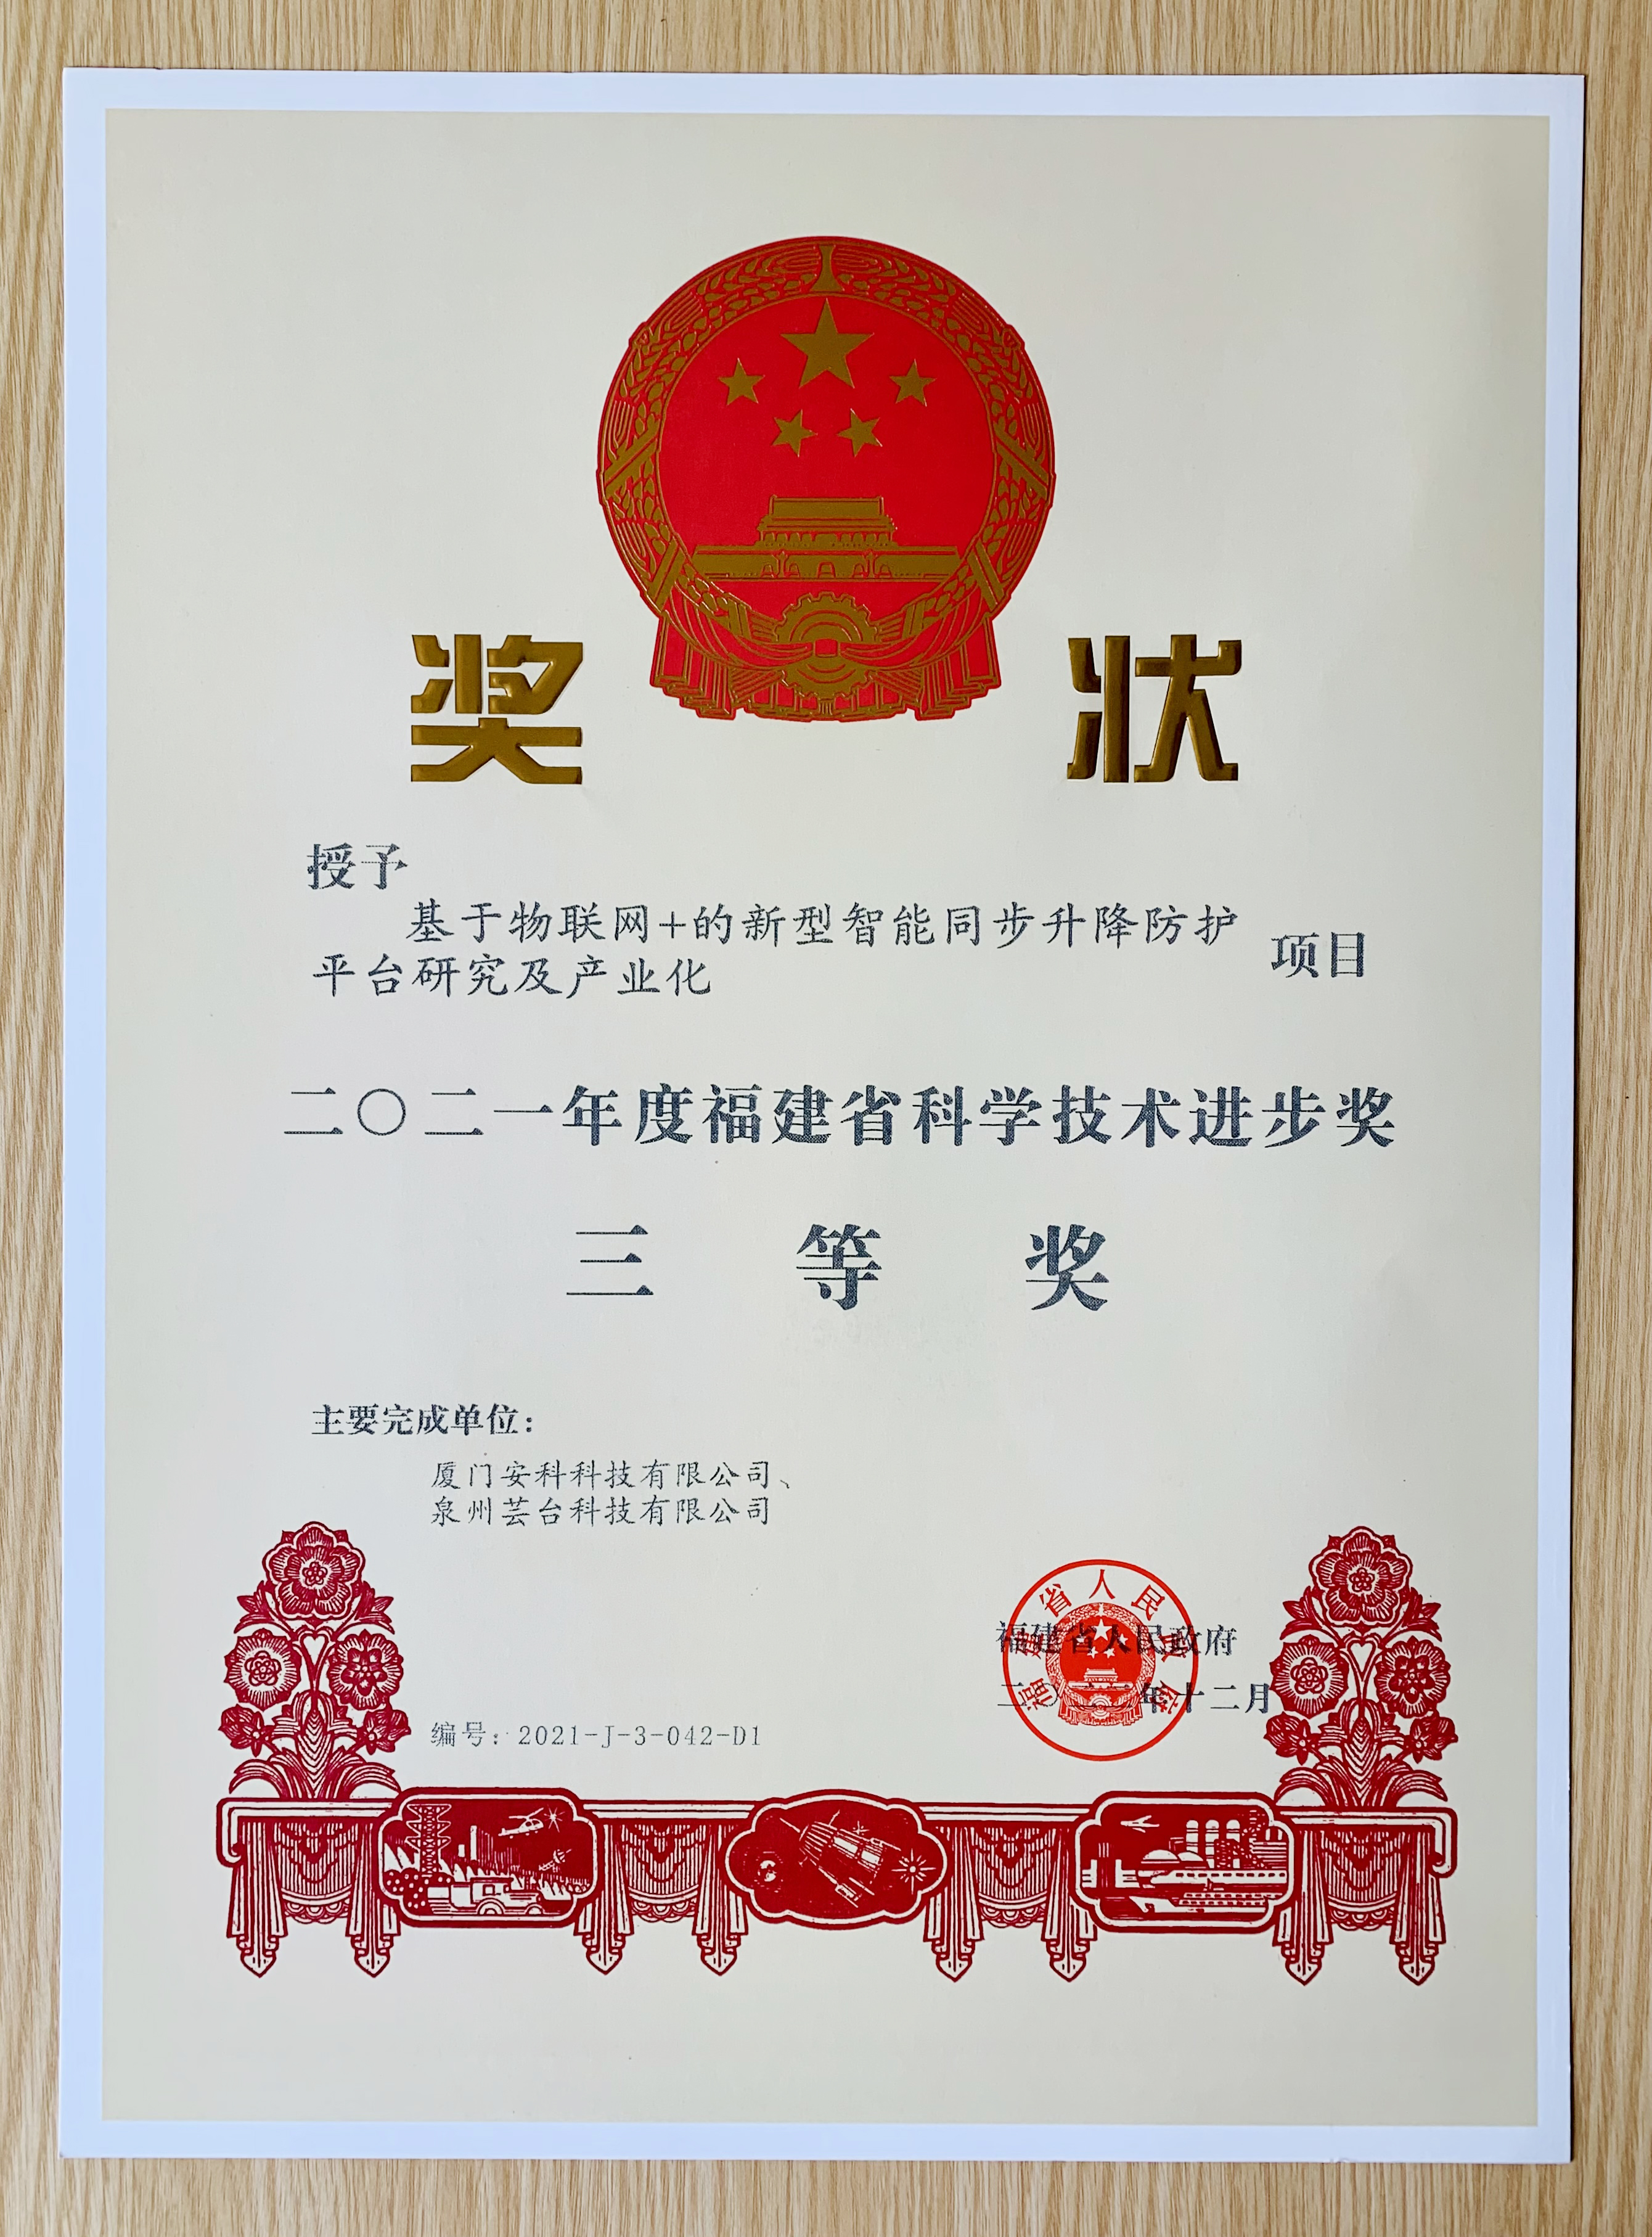 奖 状
授予
基于物联网+的新型智能同步升降防护
平台研究及产业化
项目
二〇二一年度福建省科学技术进步奖
三 等 奖
主要完成单位：
厦门安科科技有限公司、
泉州芸台科技有限公司
福建省人民政府
年十二月
编号：2021-J-3-042-D1